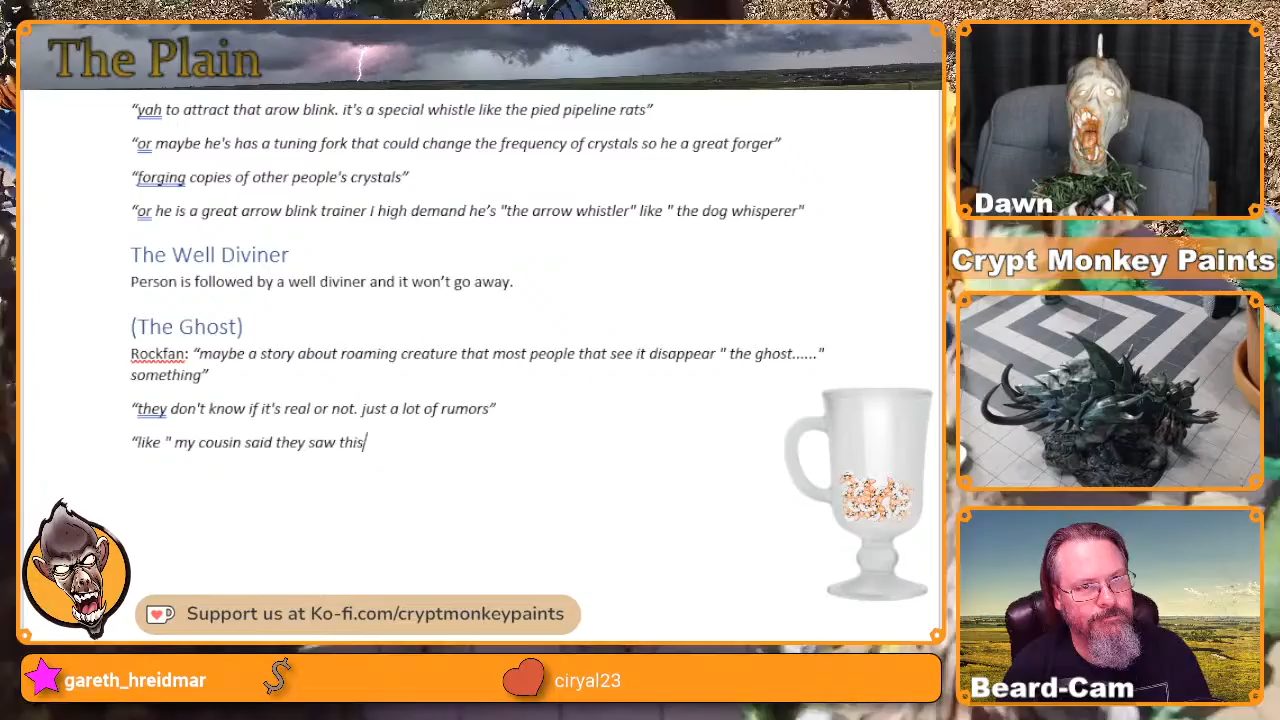 The Plain
“yah to attract that arow blink. it's a special whistle like the pied pipeline rats”
“or maybe he's has a tuning fork that could change the frequency of crystals so he a great forger”
“forging copies of other people's crystals”
“or he is a great arrow blink trainer I high demand he’s "the arrow whistler" like " the dog whisperer"
The Well Diviner
Person is followed by a well diviner and it won’t go away.
(The Ghost)
Rockfan: “maybe a story about roaming creature that most people that see it disappear " the ghost......"
something”
“they don't know if it's real or not. just a lot of rumors”
“like " my cousin said they saw this
Support us at Ko-fi.com/cryptmonkeypaints
gareth_hreidmar
$
ciryal23
Dawn
Crypt Monkey Paints
Beard-Cam